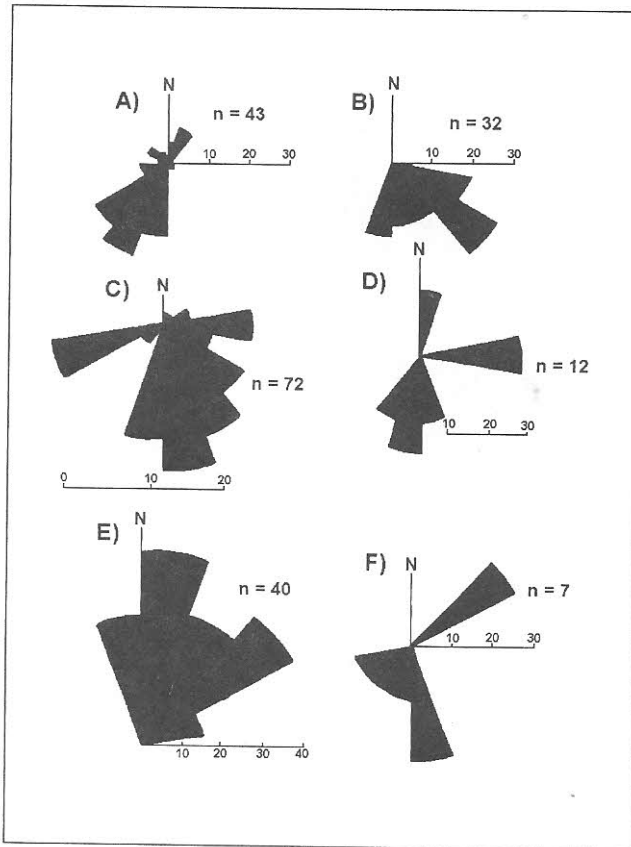 N
A)
n = 43
10 20 30
N
B)
n = 32
10 20 30
N
C)
n = 72
0 10 20
N
D)
n = 12
10 20 30
N
E)
n = 40
10 20 30 40
N
F)
n = 7
10 20 30